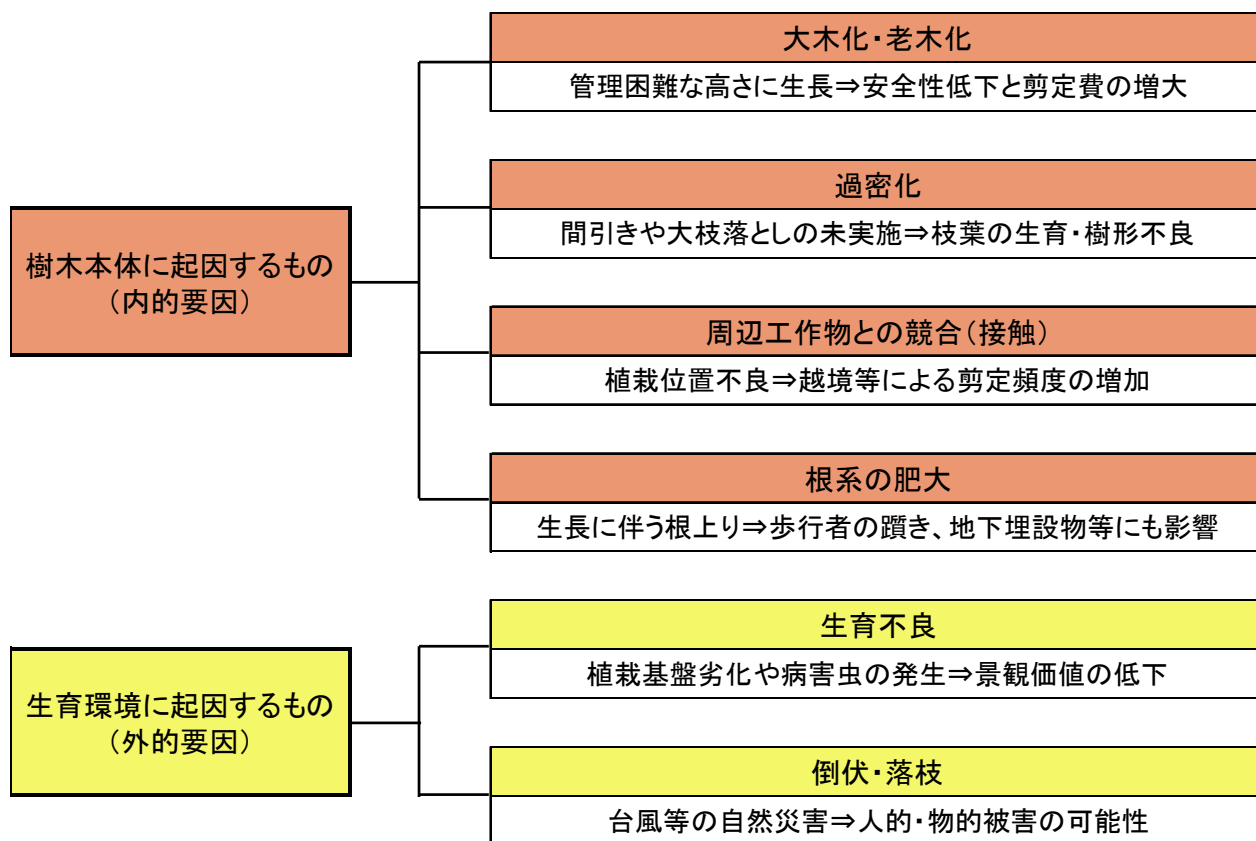 大木化・老木化
管理困難な高さに生長⇒安全性低下と剪定費の増大
過密化
間引きや大枝落としの未実施⇒枝葉の生育・樹形不良
樹木本体に起因するもの
（内的要因）
周辺工作物との競合（接触）
植栽位置不良⇒越境等による剪定頻度の増加
根系の肥大
生長に伴う根上り⇒歩行者の躓き、地下埋設物等にも影響
生育不良
植栽基盤劣化や病害虫の発生⇒景観価値の低下
生育環境に起因するもの
（外的要因）
倒伏・落枝
台風等の自然災害⇒人的・物的被害の可能性